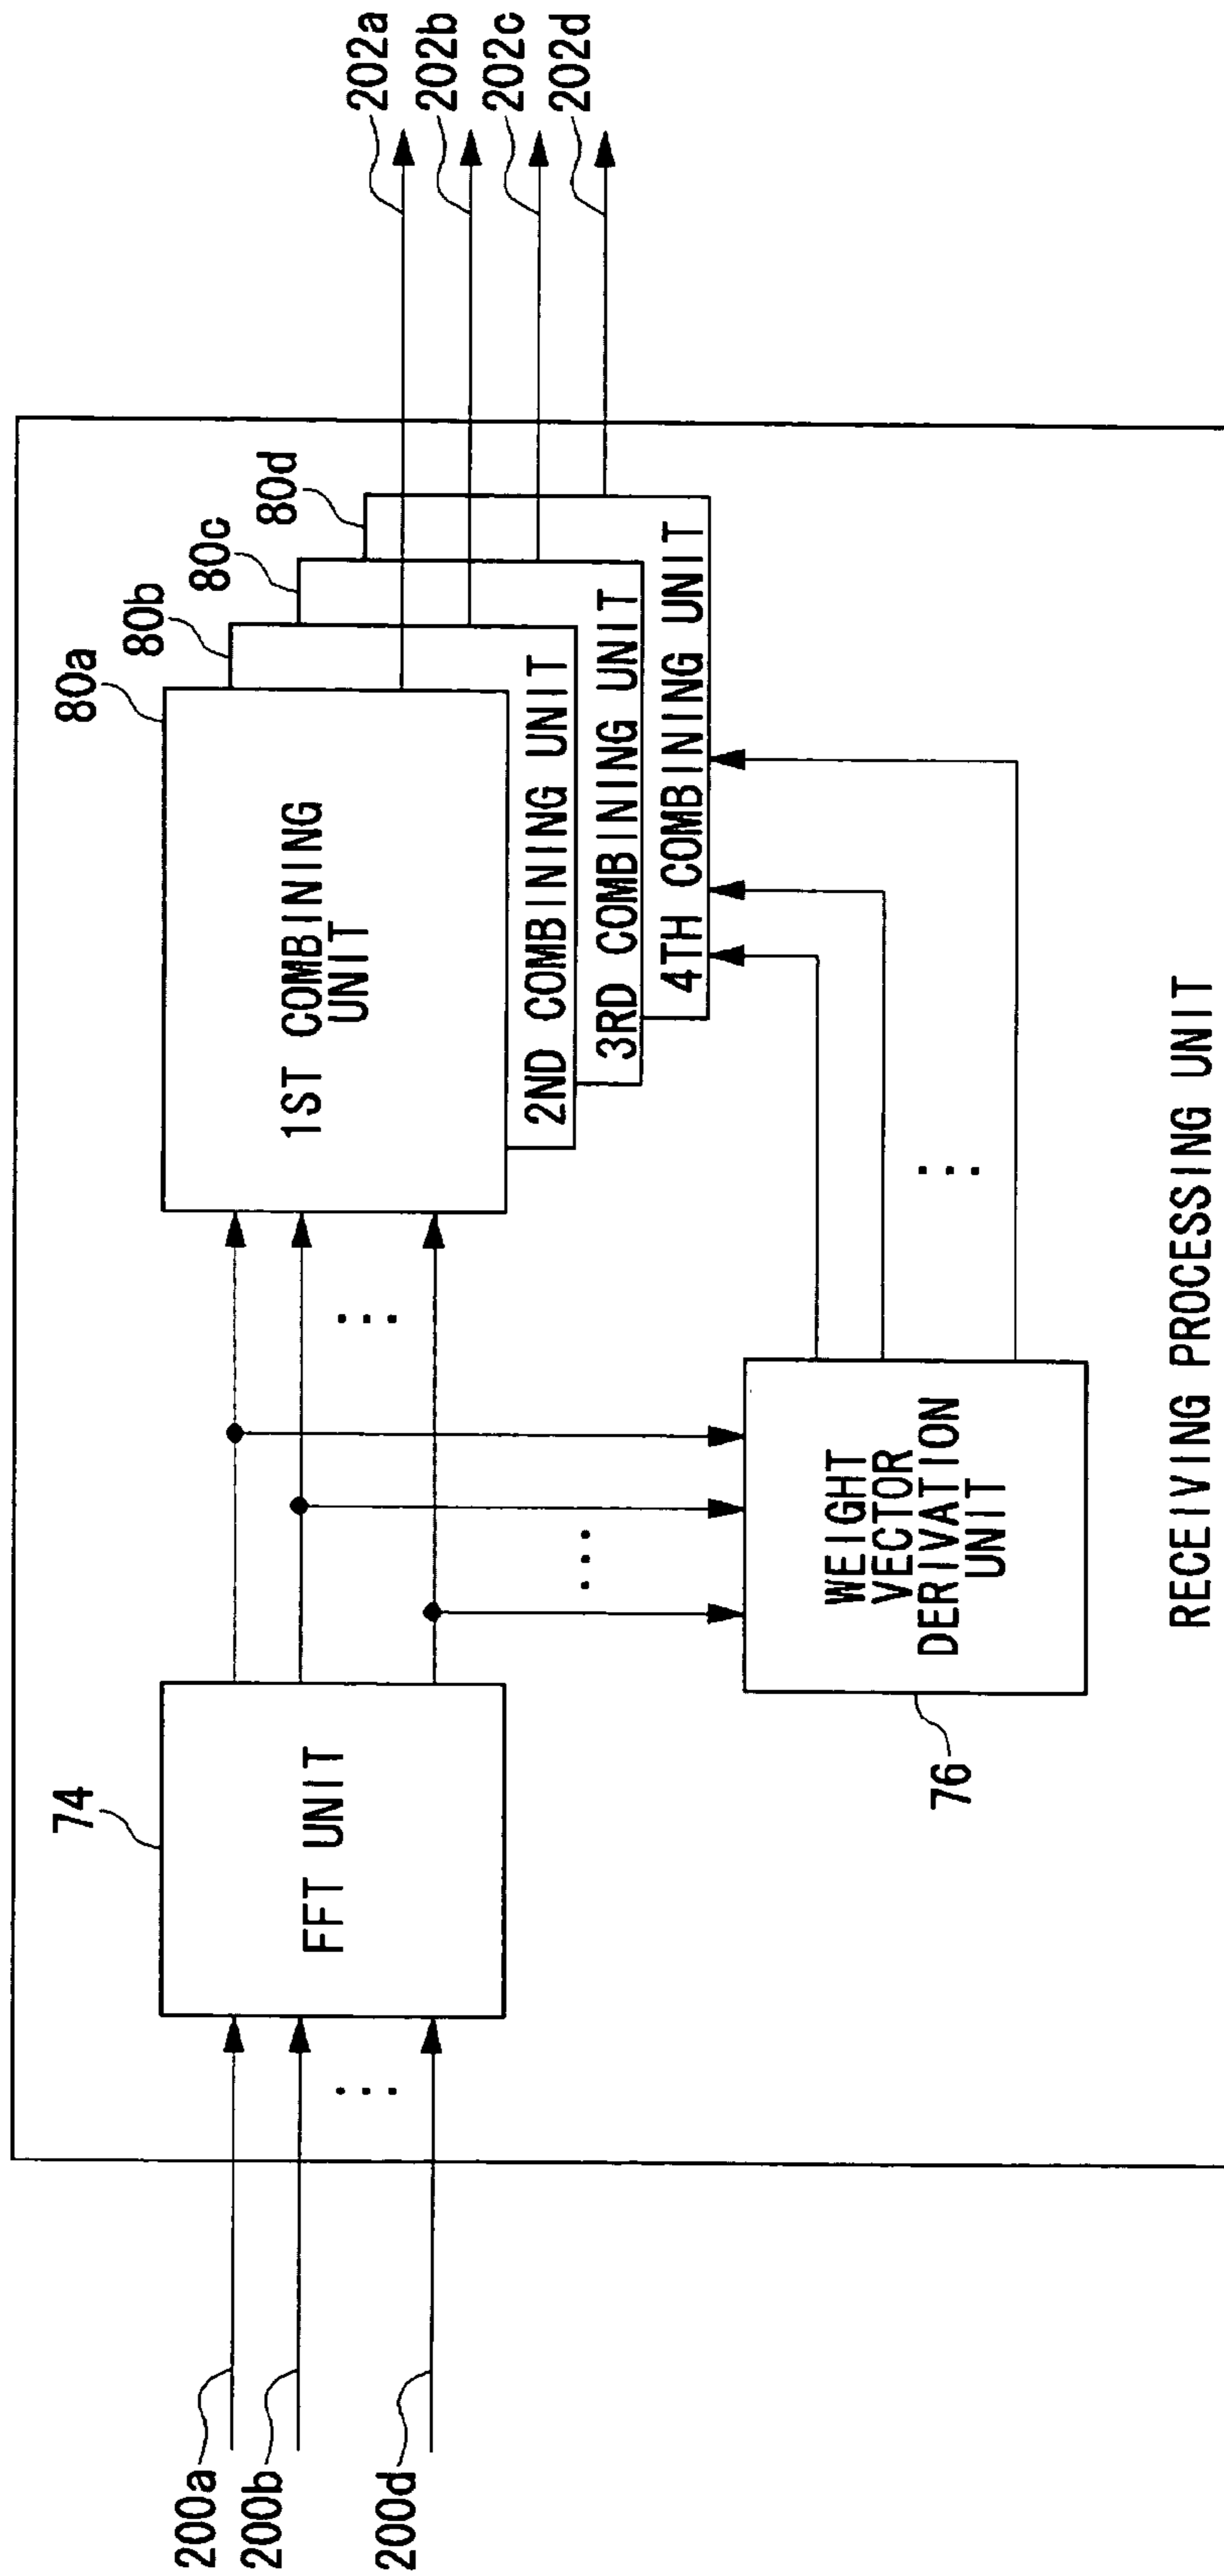 200a
200b
200d
74
FFT UNIT
...
...
...
76
WEIGHT
VECTOR
DERIVATION
UNIT
...
80a
80b
80c
80d
1ST COMBINING
UNIT
2ND COMBINING UNIT
3RD COMBINING UNIT
4TH COMBINING UNIT
202a
202b
202c
202d
RECEIVING PROCESSING UNIT